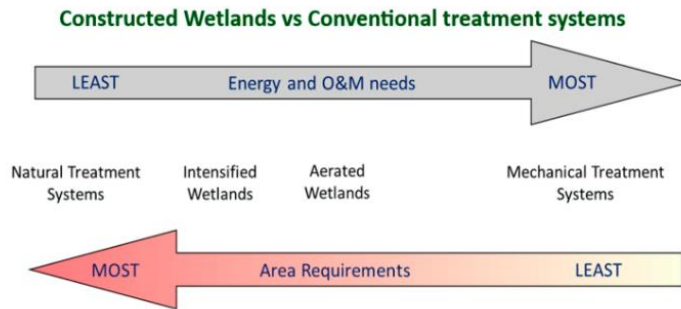 Constructed Wetlands vs Conventional treatment systems
LEAST Energy and O&M needs MOST
Natural Treatment Systems
Intensified Wetlands
Aerated Wetlands
Mechanical Treatment Systems
MOST Area Requirements LEAST